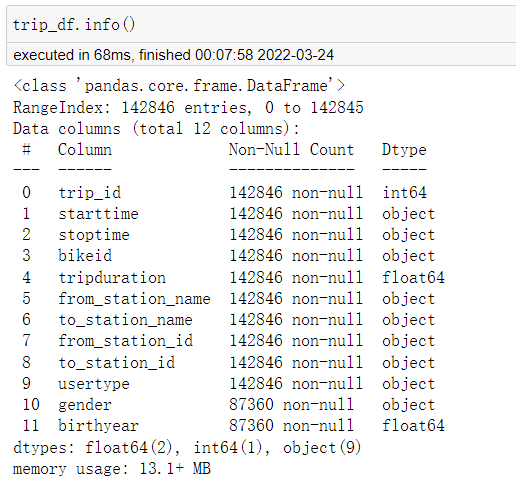 trip_df.info()
executed in 68ms, finished 00:07:58 2022-03-24
<class 'pandas.core.frame.DataFrame'>
RangeIndex: 142846 entries, 0 to 142845
Data columns (total 12 columns):
 #   Column             Non-Null Count   Dtype
---  ------             --------------   -----
 0   trip_id            142846 non-null  int64
 1   starttime          142846 non-null  object
 2   stoptime           142846 non-null  object
 3   bikeid             142846 non-null  object
 4   tripduration       142846 non-null  float64
 5   from_station_name  142846 non-null  object
 6   to_station_name    142846 non-null  object
 7   from_station_id    142846 non-null  object
 8   to_station_id      142846 non-null  object
 9   usertype           142846 non-null  object
 10  gender             87360 non-null   object
 11  birthyear          87360 non-null   float64
dtypes: float64(2), int64(1), object(9)
memory usage: 13.1+ MB